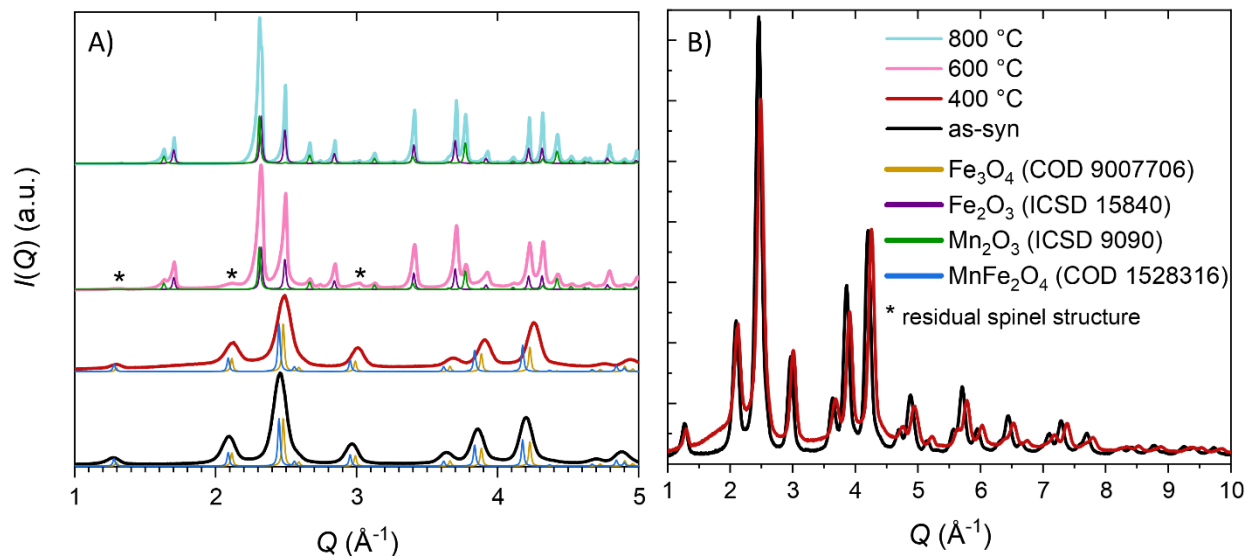 A)
I(Q) (a.u.)
*
*
*
1
2
3
4
5
Q (Å⁻¹)
B)
800 °C
600 °C
400 °C
as-syn
Fe₃O₄ (COD 9007706)
Fe₂O₃ (ICSD 15840)
Mn₂O₃ (ICSD 9090)
MnFe₂O₄ (COD 1528316)
* residual spinel structure
1
2
3
4
5
6
7
8
9
10
Q (Å⁻¹)